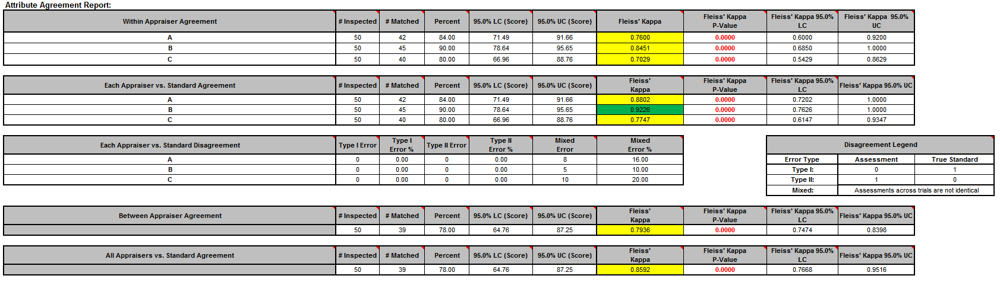 Attribute Agreement Report:
Within Appraiser Agreement # Inspected # Matched Percent 95.0% LC (Score) 95.0% UC (Score) Fleiss' Kappa Fleiss' Kappa P-Value Fleiss' Kappa 95.0% LC Fleiss' Kappa 95.0% UC
A 50 42 84.00 71.49 91.66 0.7600 0.0000 0.6000 0.9200
B 50 45 90.00 78.64 95.65 0.8451 0.0000 0.6850 1.0000
C 50 40 80.00 66.96 88.76 0.7029 0.0000 0.5429 0.8629
Each Appraiser vs. Standard Agreement # Inspected # Matched Percent 95.0% LC (Score) 95.0% UC (Score) Fleiss' Kappa Fleiss' Kappa P-Value Fleiss' Kappa 95.0% LC Fleiss' Kappa 95.0% UC
A 50 42 84.00 71.49 91.66 0.8802 0.0000 0.7202 1.0000
B 50 45 90.00 78.64 95.65 0.9226 0.0000 0.7626 1.0000
C 50 40 80.00 66.96 88.76 0.7747 0.0000 0.6147 0.9347
Each Appraiser vs. Standard Disagreement Type I Error Type I Error % Type II Error Type II Error % Mixed Error Mixed Error %
A 0 0.00 0 0.00 8 16.00
B 0 0.00 0 0.00 5 10.00
C 0 0.00 0 0.00 10 20.00
Disagreement Legend
Error Type Assessment True Standard
Type I: 0 1
Type II: 1 0
Mixed: Assessments across trials are not identical
Between Appraiser Agreement # Inspected # Matched Percent 95.0% LC (Score) 95.0% UC (Score) Fleiss' Kappa Fleiss' Kappa P-Value Fleiss' Kappa 95.0% LC Fleiss' Kappa 95.0% UC
50 39 78.00 64.76 87.25 0.7936 0.0000 0.7474 0.8398
All Appraisers vs. Standard Agreement # Inspected # Matched Percent 95.0% LC (Score) 95.0% UC (Score) Fleiss' Kappa Fleiss' Kappa P-Value Fleiss' Kappa 95.0% LC Fleiss' Kappa 95.0% UC
50 39 78.00 64.76 87.25 0.8592 0.0000 0.7668 0.9516